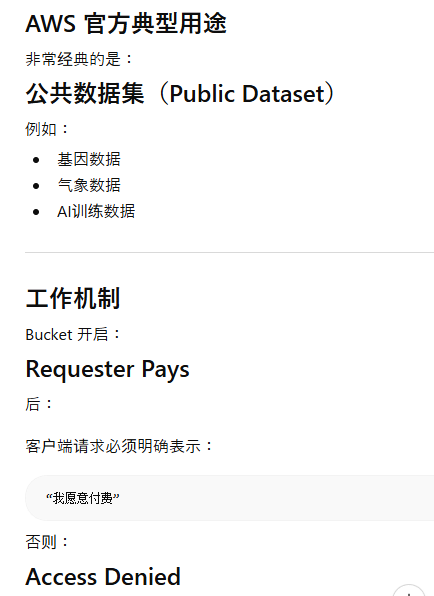 AWS 官方典型用途
非常经典的是：
公共数据集（Public Dataset）
例如：
基因数据
气象数据
AI训练数据
工作机制
Bucket 开启：
Requester Pays
后：
客户端请求必须明确表示：
“我愿意付费”
否则：
Access Denied